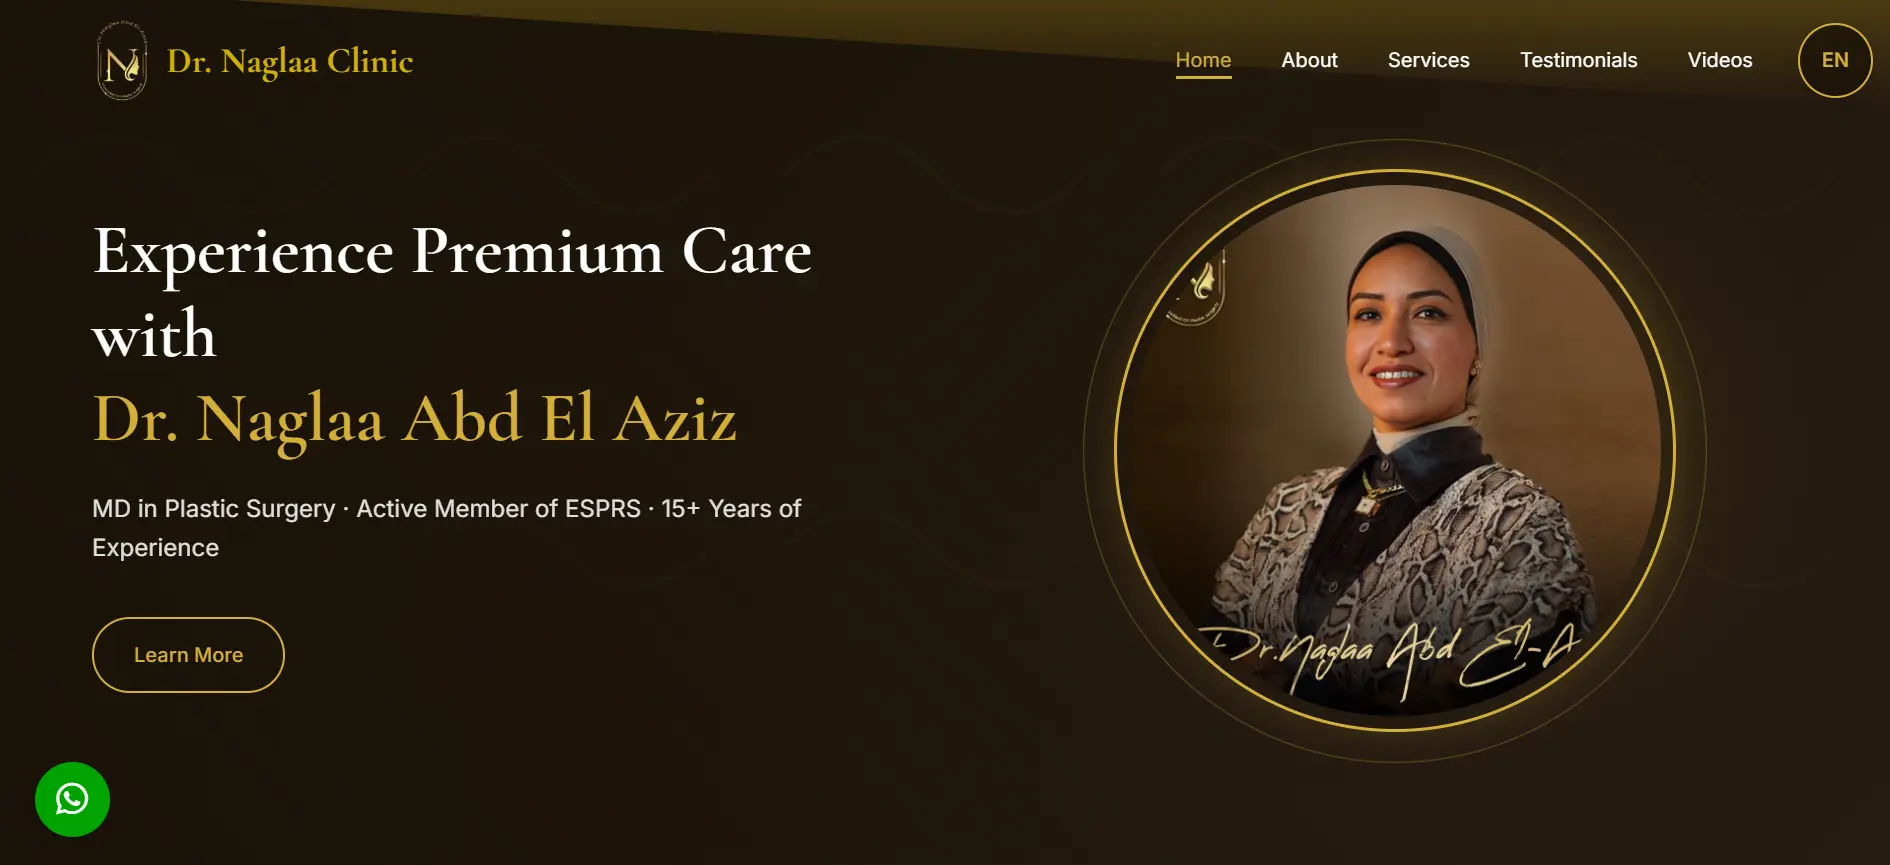 Dr. Naglaa Clinic
Home About Services Testimonials Videos EN
Experience Premium Care
with
Dr. Naglaa Abd El Aziz
MD in Plastic Surgery · Active Member of ESPRS · 15+ Years of
Experience
Learn More
Dr. Naglaa Abd El-A